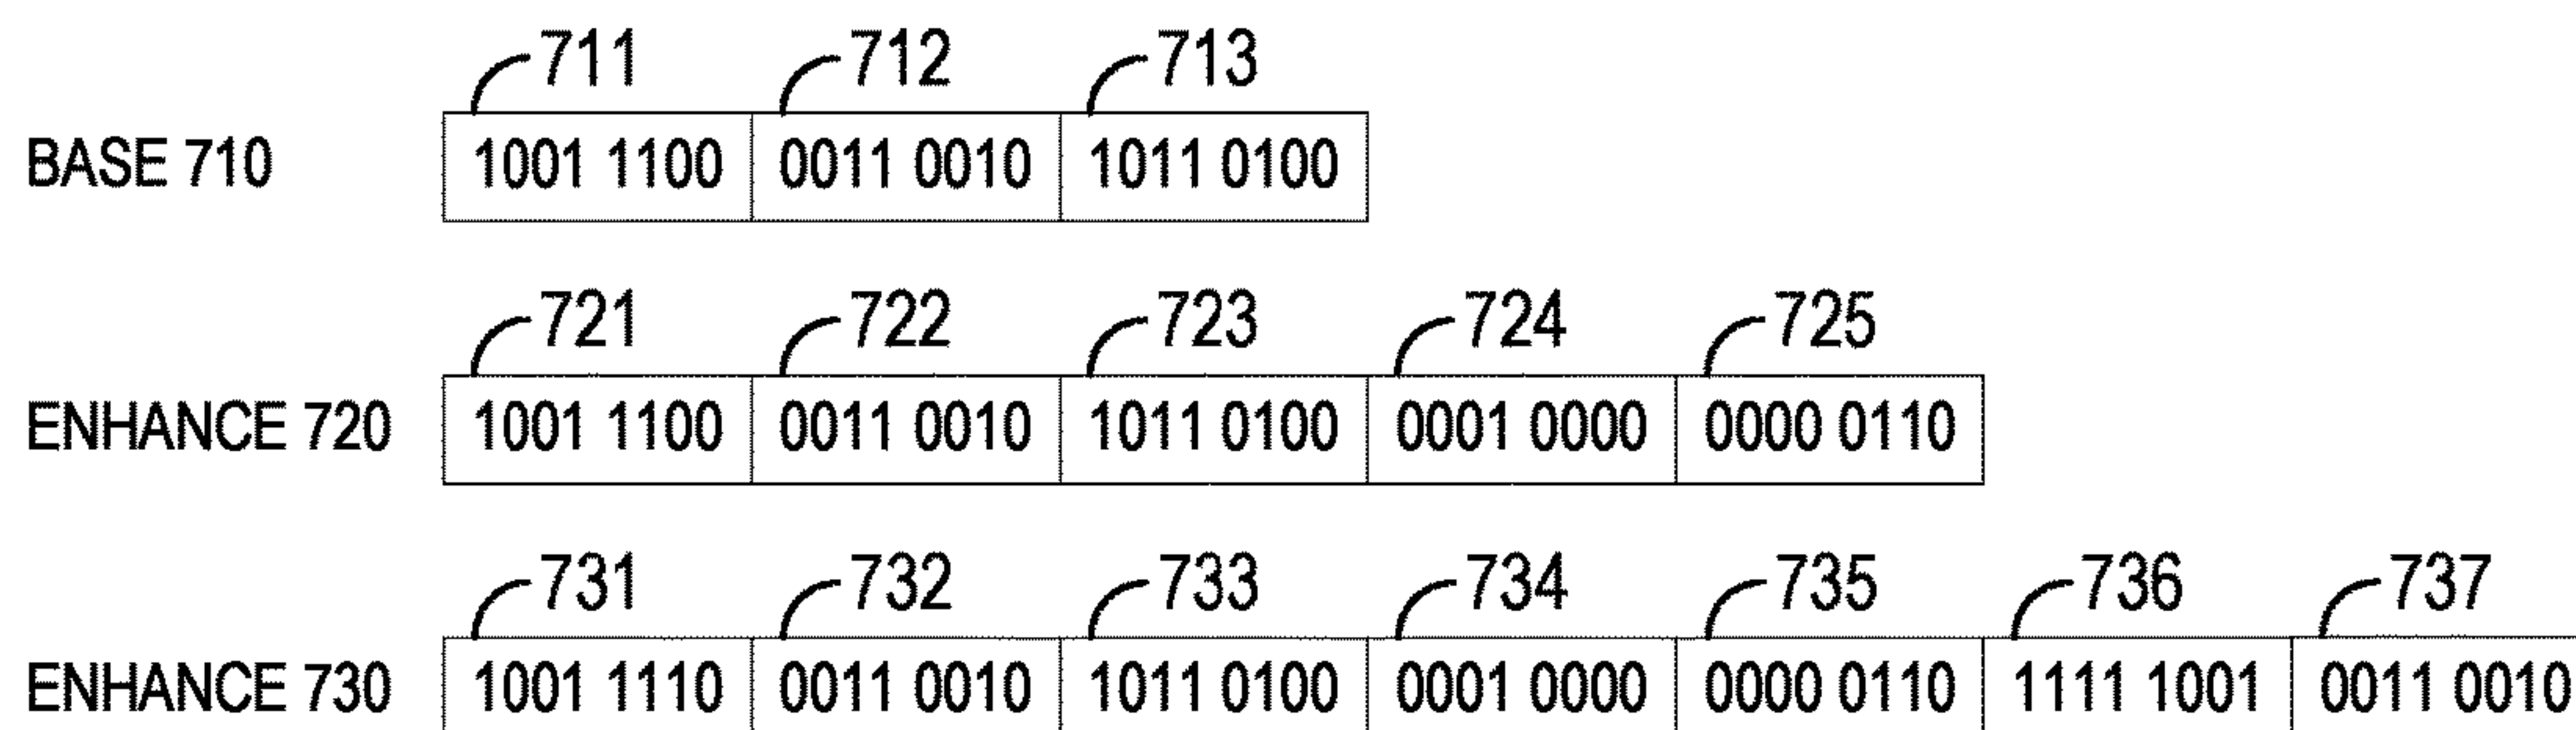 711 712 713
BASE 710 1001 1100 0011 0010 1011 0100
721 722 723 724 725
ENHANCE 720 1001 1100 0011 0010 1011 0100 0001 0000 0000 0110
731 732 733 734 735 736 737
ENHANCE 730 1001 1110 0011 0010 1011 0100 0001 0000 0000 0110 1111 1001 0011 0010